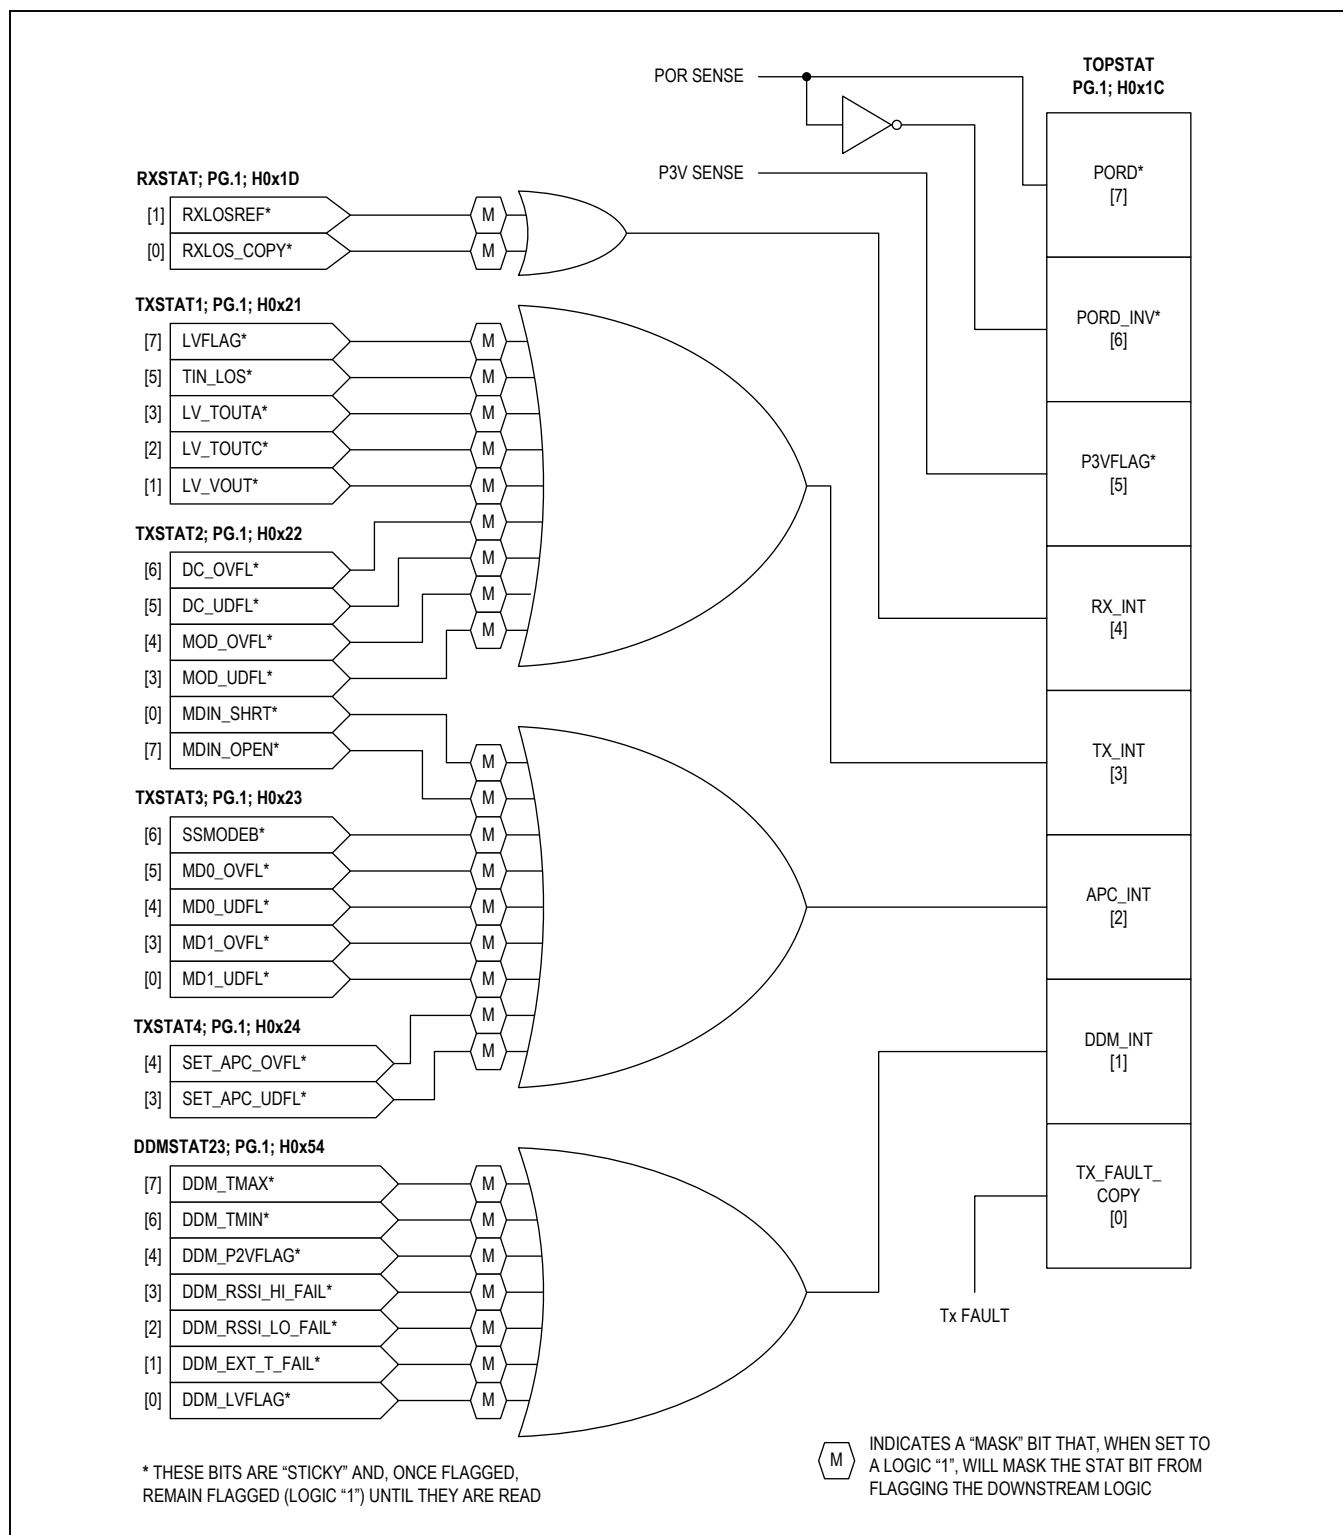 POR SENSE
P3V SENSE
TOPSTAT
PG.1; H0x1C
PORD*
[7]
PORD_INV*
[6]
P3VFLAG*
[5]
RX_INT
[4]
TX_INT
[3]
APC_INT
[2]
DDM_INT
[1]
TX_FAULT_
COPY
[0]
Tx FAULT
RXSTAT; PG.1; H0x1D
[1] RXLOSREF* M
[0] RXLOS_COPY* M
TXSTAT1; PG.1; H0x21
[7] LVFLAG* M
[5] TIN_LOS* M
[3] LV_TOUTA* M
[2] LV_TOUTC* M
[1] LV_VOUT* M
TXSTAT2; PG.1; H0x22
[6] DC_OVFL* M
[5] DC_UDFL* M
[4] MOD_OVFL* M
[3] MOD_UDFL* M
[0] MDIN_SHRT* M
[7] MDIN_OPEN* M
TXSTAT3; PG.1; H0x23
[6] SSMODEB* M
[5] MD0_OVFL* M
[4] MD0_UDFL* M
[3] MD1_OVFL* M
[0] MD1_UDFL* M
TXSTAT4; PG.1; H0x24
[4] SET_APC_OVFL* M
[3] SET_APC_UDFL* M
DDMSTAT23; PG.1; H0x54
[7] DDM_TMAX* M
[6] DDM_TMIN* M
[4] DDM_P2VFLAG* M
[3] DDM_RSSI_HI_FAIL* M
[2] DDM_RSSI_LO_FAIL* M
[1] DDM_EXT_T_FAIL* M
[0] DDM_LVFLAG* M
* THESE BITS ARE “STICKY” AND, ONCE FLAGGED,
REMAIN FLAGGED (LOGIC “1”) UNTIL THEY ARE READ
M
INDICATES A “MASK” BIT THAT, WHEN SET TO
A LOGIC “1”, WILL MASK THE STAT BIT FROM
FLAGGING THE DOWNSTREAM LOGIC